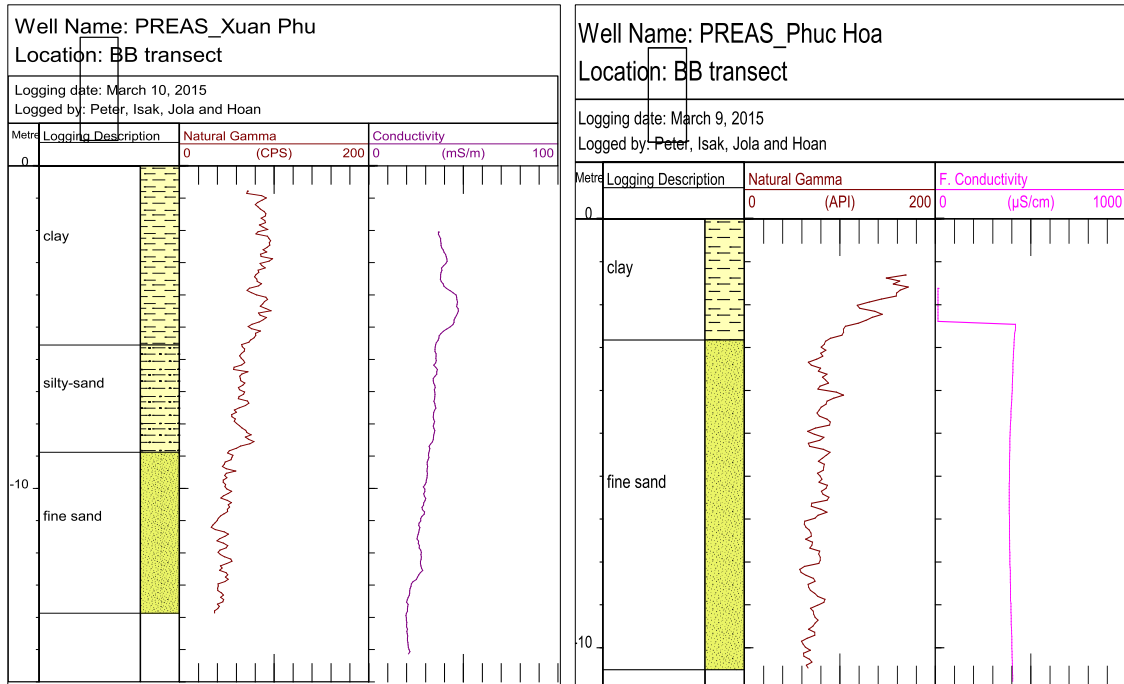 Well Name: PREAS_Xuan Phu
Location: BB transect
Logging date: March 10, 2015
Logged by: Peter, Isak, Jola and Hoan
Metre Logging Description Natural Gamma Conductivity
0 (CPS) 200 0 (mS/m) 100
0
clay
silty-sand
-10
fine sand
Well Name: PREAS_Phuc Hoa
Location: BB transect
Logging date: March 9, 2015
Logged by: Peter, Isak, Jola and Hoan
Metre Logging Description Natural Gamma F. Conductivity
0 (API) 200 0 (µS/cm) 1000
0
clay
fine sand
-10